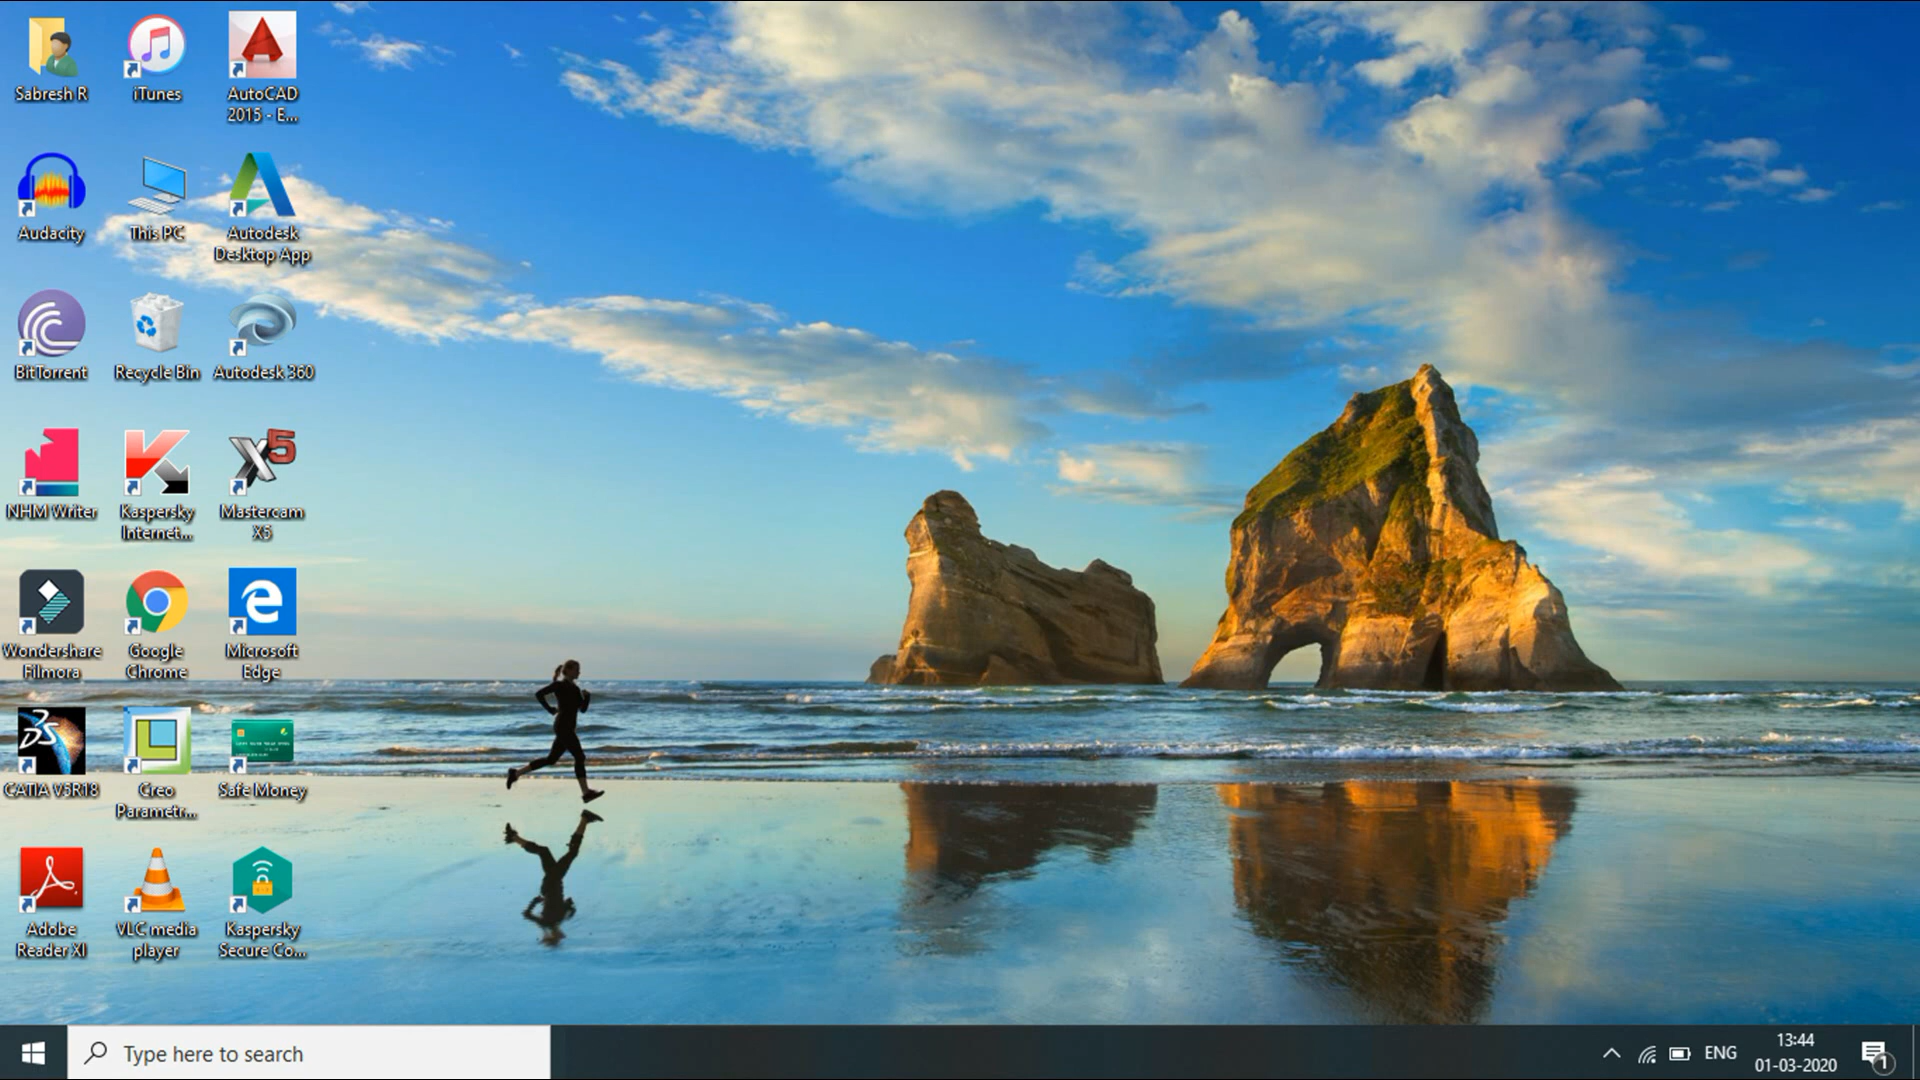 Sabresh R
iTunes
AutoCAD
2015 - E...
Audacity
This PC
Autodesk
Desktop App
BitTorrent
Recycle Bin
Autodesk 360
5
NHM Writer
Kaspersky
Internet...
Mastercam
X5
Wondershare
Filmora
Google
Chrome
Microsoft
Edge
CATIA V5R18
Creo
Parametr...
Safe Money
Adobe
Reader XI
VLC media
player
Kaspersky
Secure Co...
Type here to search
ENG
13:44
01-03-2020
1